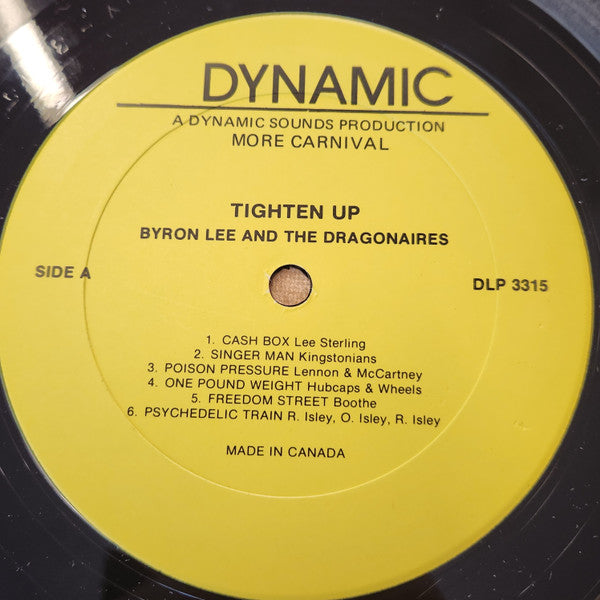 DYNAMIC
A DYNAMIC SOUNDS PRODUCTION
MORE CARNIVAL
TIGHTEN UP
BYRON LEE AND THE DRAGONAIRES
SIDE A
DLP 3315
1. CASH BOX Lee Sterling
2. SINGER MAN Kingstonians
3. POISON PRESSURE Lennon & McCartney
4. ONE POUND WEIGHT Hubcaps & Wheels
5. FREEDOM STREET Boothe
6. PSYCHEDELIC TRAIN R. Isley, O. Isley, R. Isley
MADE IN CANADA